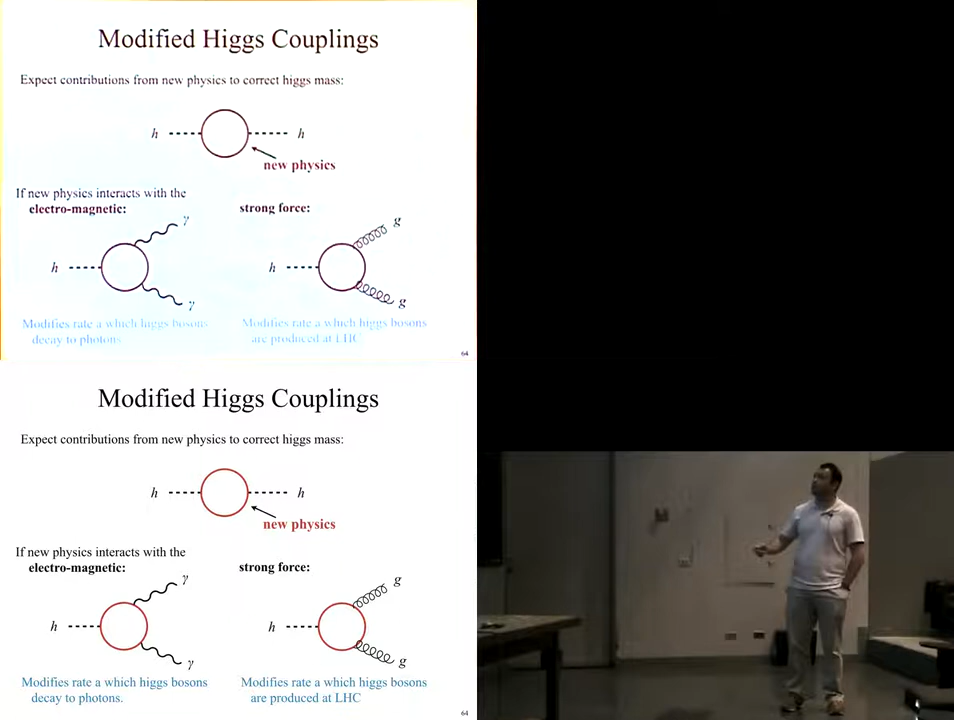 Modified Higgs Couplings
Expect contributions from new physics to correct higgs mass:
h h
new physics
If new physics interacts with the
electro-magnetic:
strong force:
γ
g
h
h
γ
g
Modifies rate a which higgs bosons
decay to photons.
Modifies rate a which higgs bosons
are produced at LHC
64
Modified Higgs Couplings
Expect contributions from new physics to correct higgs mass:
h h
new physics
If new physics interacts with the
electro-magnetic:
strong force:
γ
g
h
h
γ
g
Modifies rate a which higgs bosons
decay to photons.
Modifies rate a which higgs bosons
are produced at LHC
64